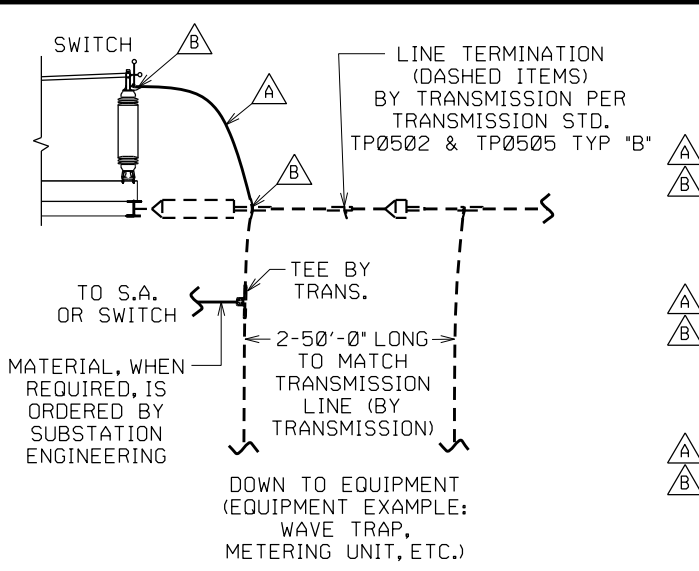 SWITCH
B
A
LINE TERMINATION
(DASHED ITEMS)
BY TRANSMISSION PER
TRANSMISSION STD.
TP0502 & TP0505 TYP "B"
A
B
B
TEE BY
TRANS.
TO S.A.
OR SWITCH
2-50'-0" LONG
TO MATCH
TRANSMISSION
LINE (BY
TRANSMISSION)
A
B
MATERIAL, WHEN
REQUIRED, IS
ORDERED BY
SUBSTATION
ENGINEERING
A
B
DOWN TO EQUIPMENT
(EQUIPMENT EXAMPLE:
WAVE TRAP,
METERING UNIT, ETC.)